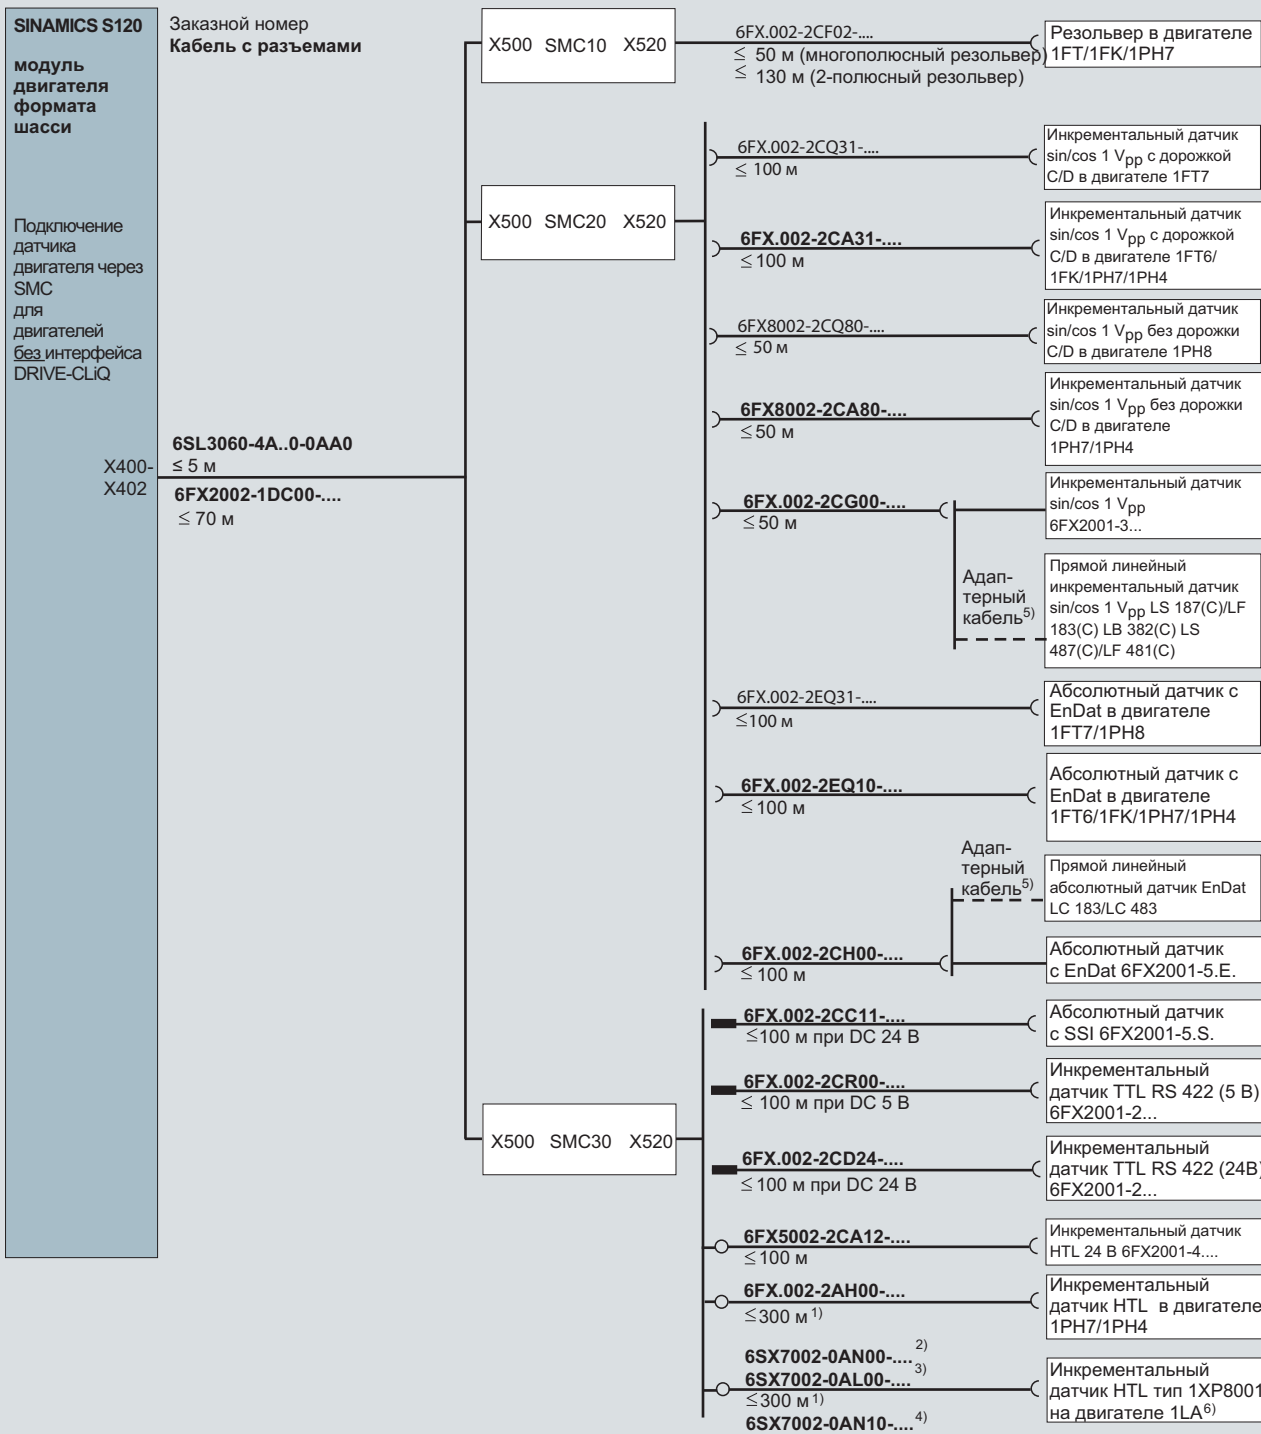 SINAMICS S120
модуль
двигателя
формата
шасси
Подключение
датчика
двигателя через
SMC
для
двигателей
без интерфейса
DRIVE-CLiQ
X400-
X402
Заказной номер
Кабель с разъемами
6SL3060-4A..0-0AA0
≤ 5 м
6FX2002-1DC00-....
≤ 70 м
X500 SMC10 X520
6FX.002-2CF02-....
≤ 50 м (многополюсный резольвер)
≤ 130 м (2-полюсный резольвер)
Резольвер в двигателе
1FT/1FK/1PH7
X500 SMC20 X520
6FX.002-2CQ31-....
≤ 100 м
Инкрементальный датчик
sin/cos 1 Vpp с дорожкой
C/D в двигателе 1FT7
6FX.002-2CA31-....
≤ 100 м
Инкрементальный датчик
sin/cos 1 Vpp с дорожкой
C/D в двигателе 1FT6/
1FK/1PH7/1PH4
6FX8002-2CQ80-....
≤ 50 м
Инкрементальный датчик
sin/cos 1 Vpp без дорожки
C/D в двигателе 1PH8
6FX8002-2CA80-....
≤ 50 м
Инкрементальный датчик
sin/cos 1 Vpp без дорожки
C/D в двигателе
1PH7/1PH4
6FX.002-2CG00-....
≤ 50 м
Инкрементальный датчик
sin/cos 1 Vpp
6FX2001-3...
Адап-
терный
кабель5)
Прямой линейный
инкрементальный датчик
sin/cos 1 Vpp LS 187(C)/LF
183(C) LB 382(C) LS
487(C)/LF 481(C)
6FX.002-2EQ31-....
≤100 м
Абсолютный датчик с
EnDat в двигателе
1FT7/1PH8
6FX.002-2EQ10-....
≤ 100 м
Абсолютный датчик с
EnDat в двигателе
1FT6/1FK/1PH7/1PH4
Адап-
терный
кабель5)
Прямой линейный
абсолютный датчик EnDat
LC 183/LC 483
6FX.002-2CH00-....
≤ 100 м
Абсолютный датчик
с EnDat 6FX2001-5.E.
X500 SMC30 X520
6FX.002-2CC11-....
≤100 м при DC 24 В
Абсолютный датчик
с SSI 6FX2001-5.S.
6FX.002-2CR00-....
≤ 100 м при DC 5 В
Инкрементальный
датчик TTL RS 422 (5 В)
6FX2001-2...
6FX.002-2CD24-....
≤ 100 м при DC 24 В
Инкрементальный
датчик TTL RS 422 (24В)
6FX2001-2...
6FX5002-2CA12-....
≤ 100 м
Инкрементальный датчик
HTL 24 В 6FX2001-4....
6FX.002-2AH00-....
≤300 м 1)
Инкрементальный
датчик HTL в двигателе
1PH7/1PH4
6SX7002-0AN00-.... 2)
6SX7002-0AL00-.... 3)
≤300 м 1)
6SX7002-0AN10-.... 4)
Инкрементальный
датчик HTL тип 1XP8001
на двигателе 1LA6)